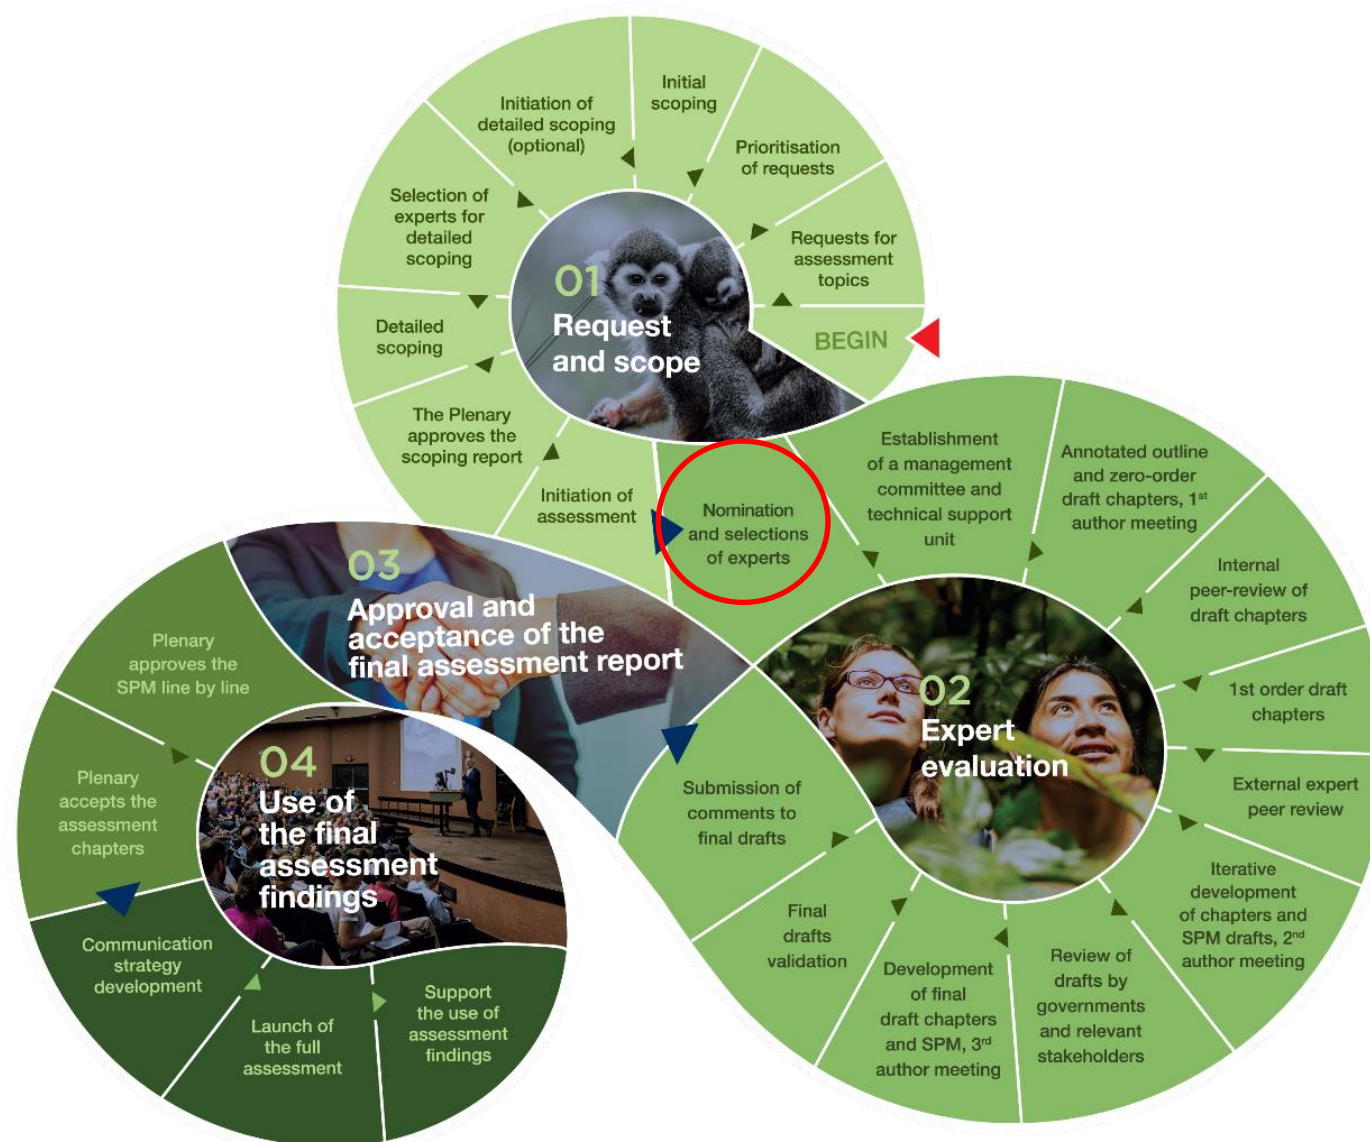 BEGIN
Requests for
assessment
topics
Prioritisation
of requests
Initial
scoping
Initiation of
detailed scoping
(optional)
Selection of
experts for
detailed
scoping
Detailed
scoping
The Plenary
approves the
scoping report
Initiation of
assessment
01
Request
and scope
Nomination
and selections
of experts
Establishment
of a management
committee and
technical support
unit
Annotated outline
and zero-order
draft chapters, 1st
author meeting
Internal
peer-review of
draft chapters
1st order draft
chapters
External expert
peer review
Iterative
development
of chapters and
SPM drafts, 2nd
author meeting
Review of
drafts by
governments
and relevant
stakeholders
Development
of final
draft chapters
and SPM, 3rd
author meeting
Final
drafts
validation
Submission of
comments to
final drafts
02
Expert
evaluation
03
Approval and
acceptance of the
final assessment report
Plenary
approves the
SPM line by line
Plenary
accepts the
assessment
chapters
04
Use of
the final
assessment
findings
Communication
strategy
development
Launch of
the full
assessment
Support
the use of
assessment
findings